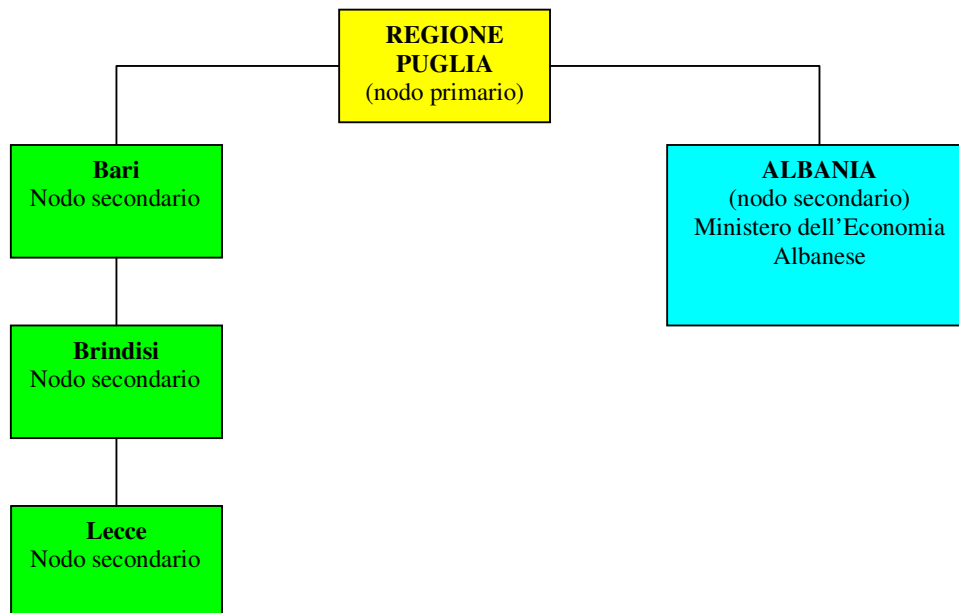 REGIONE
PUGLIA
(nodo primario)
Bari
Nodo secondario
ALBANIA
(nodo secondario)
Ministero dell’Economia
Albanese
Brindisi
Nodo secondario
Lecce
Nodo secondario